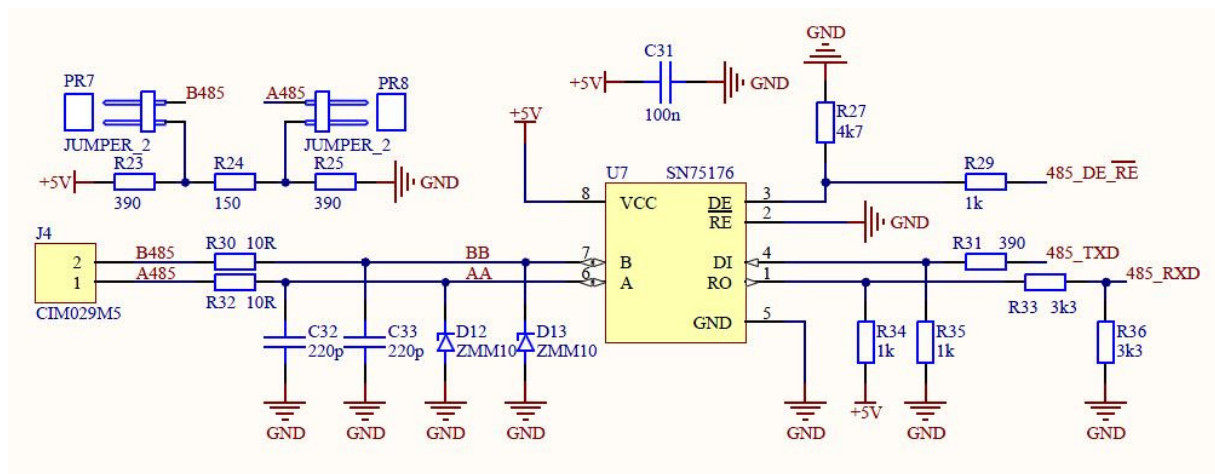 GND
C31
+5V
GND
100n
PR7
B485
A485
PR8
JUMPER_2
JUMPER_2
R27
4k7
+5V
R23
R24
R25
+5V
GND
390
150
390
U7
SN75176
R29
485_DE_RE
1k
8
VCC
DE
3
RE
2
GND
J4
2
B485
R30 10R
BB
7
B
DI
4
R31 390
485_TXD
1
A485
R32 10R
AA
6
A
RO
1
R33 3k3
485_RXD
CIM029M5
GND
5
C32
220p
C33
220p
D12
ZMM10
D13
ZMM10
R34
1k
R35
1k
R36
3k3
+5V
GND
GND
GND
GND
GND
GND
GND